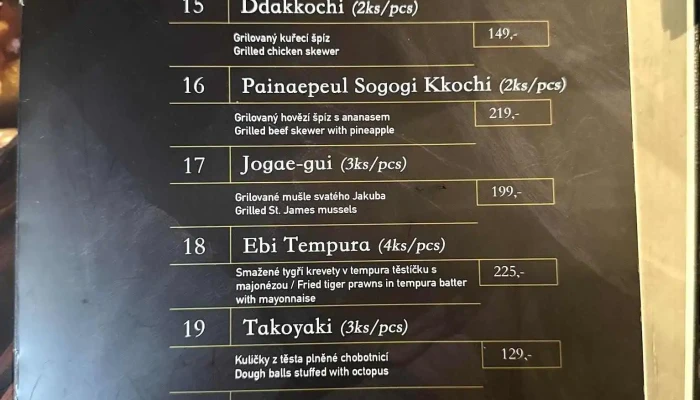 15 Ddakkochi (2ks/pcs)
Grilovaný kuřecí špíz 149,-
Grilled chicken skewer
16 Painaepeul Sogogi Kkochi (2ks/pcs)
Grilovaný hovězí špíz s ananasem 219,-
Grilled beef skewer with pineapple
17 Jogae-gui (3ks/pcs)
Grilované mušle svatého Jakuba 199,-
Grilled St. James mussels
18 Ebi Tempura (4ks/pcs)
Smažené tygří krevety v tempura těstíčku s 225,-
majonézou / Fried tiger prawns in tempura batter
with mayonnaise
19 Takoyaki (3ks/pcs)
Kuličky z těsta plněné chobotnicí 129,-
Dough balls stuffed with octopus